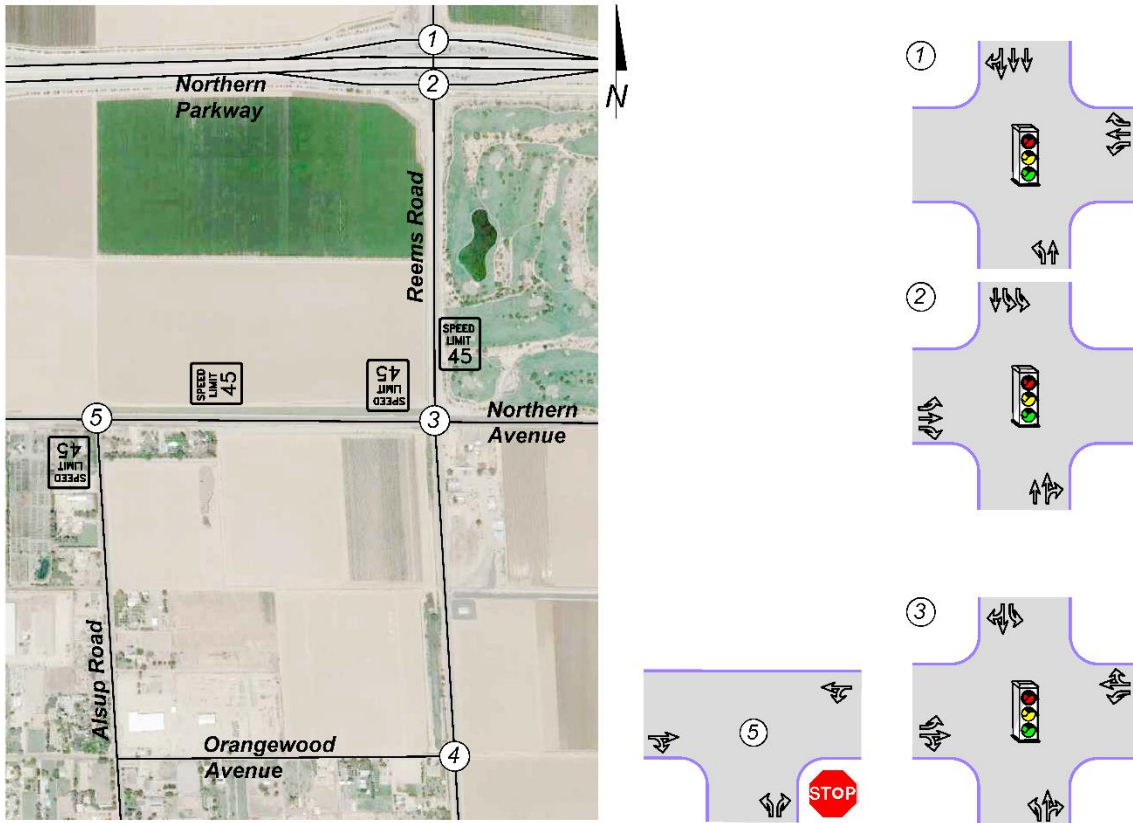 1
2
Northern
Parkway
Reems Road
SPEED
LIMIT
45
SPEED
LIMIT
45
SPEED
LIMIT
45
5
3
Northern
Avenue
SPEED
LIMIT
45
Alsup Road
Orangewood
Avenue
4
N
1
2
3
5
STOP